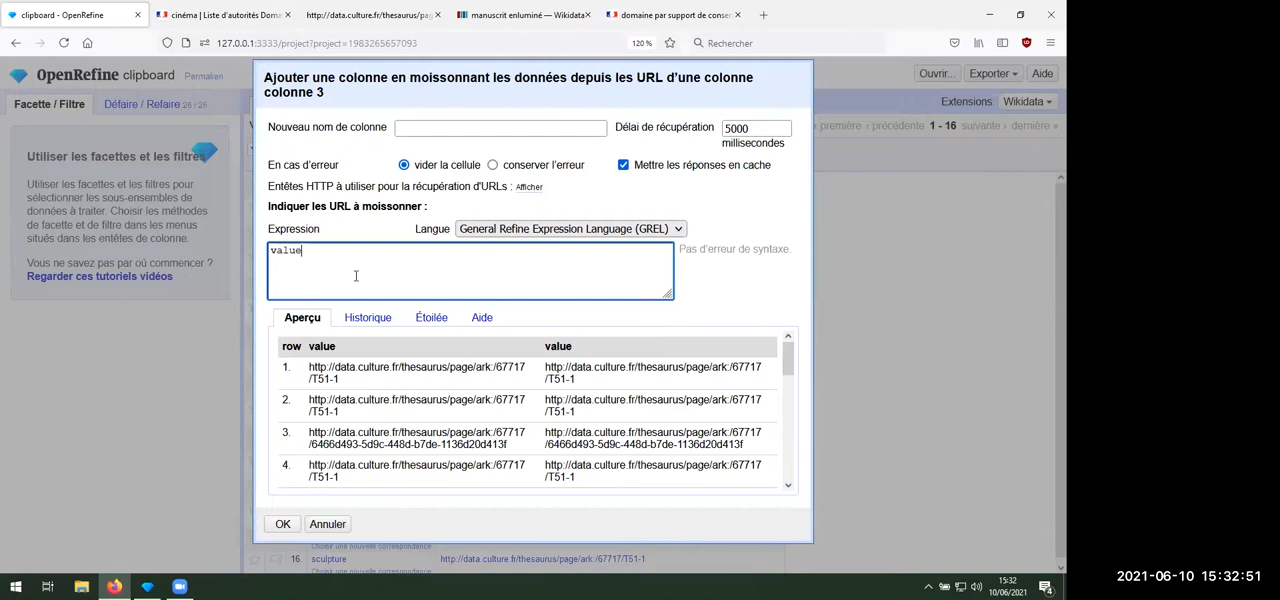 clipboard - OpenRefine
cinéma | Liste d'autorités Doma
http://data.culture.fr/thesaurus/pag
manuscrit enluminé — Wikidata
domaine par support de conser
127.0.0.1:3333/project?project=1983265657093
120 %
Rechercher
OpenRefine clipboard Permalien
Ouvrir...
Exporter
Aide
Facette / Filtre
Défaire / Refaire 26 / 26
Extensions:
Wikidata
première ‹ précédente 1 - 16 suivante › dernière »
Utiliser les facettes et les filtres
Utiliser les facettes et les filtres pour
sélectionner les sous-ensembles de
données à traiter. Choisir les méthodes
de facette et de filtre dans les menus
situés dans les entêtes de colonne.
Vous ne savez pas par où commencer ?
Regarder ces tutoriels vidéos
Ajouter une colonne en moissonnant les données depuis les URL d'une colonne
colonne 3
Nouveau nom de colonne
Délai de récupération
5000
millisecondes
En cas d'erreur
vider la cellule
conserver l'erreur
Mettre les réponses en cache
Entêtes HTTP à utiliser pour la récupération d'URLs : Afficher
Indiquer les URL à moissonner :
Expression
Langue
General Refine Expression Language (GREL)
value
Pas d'erreur de syntaxe.
Aperçu
Historique
Étoilée
Aide
row value value
1. http://data.culture.fr/thesaurus/page/ark:/67717 http://data.culture.fr/thesaurus/page/ark:/67717
/T51-1 /T51-1
2. http://data.culture.fr/thesaurus/page/ark:/67717 http://data.culture.fr/thesaurus/page/ark:/67717
/T51-1 /T51-1
3. http://data.culture.fr/thesaurus/page/ark:/67717 http://data.culture.fr/thesaurus/page/ark:/67717
/6466d493-5d9c-448d-b7de-1136d20d413f /6466d493-5d9c-448d-b7de-1136d20d413f
4. http://data.culture.fr/thesaurus/page/ark:/67717 http://data.culture.fr/thesaurus/page/ark:/67717
/T51-1 /T51-1
OK
Annuler
Choisir une nouvelle correspondance
16. sculpture http://data.culture.fr/thesaurus/page/ark:/67717/T51-1
Choisir une nouvelle correspondance
15:32
10/06/2021
4
2021-06-10 15:32:51